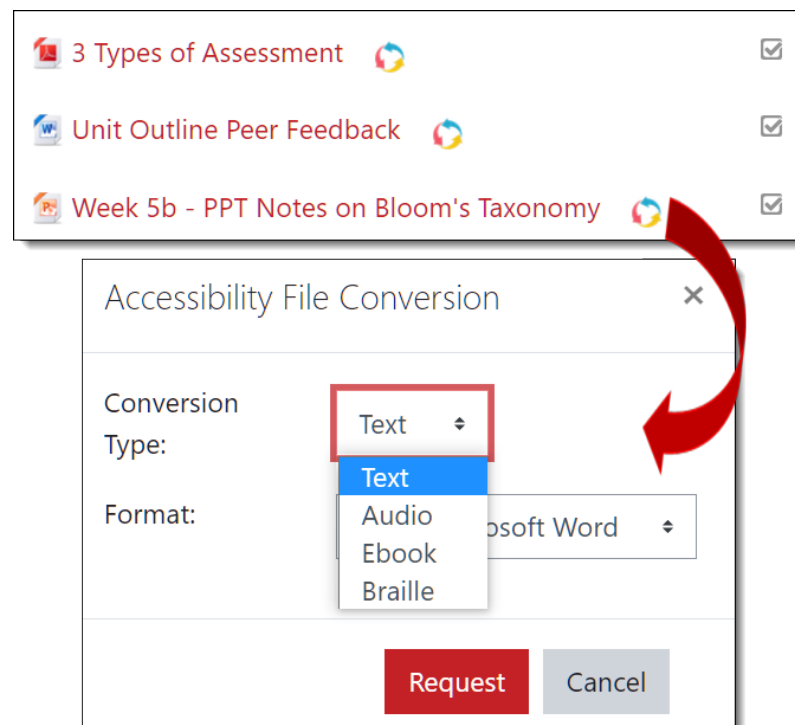 3 Types of Assessment
Unit Outline Peer Feedback
Week 5b - PPT Notes on Bloom's Taxonomy
Accessibility File Conversion
Conversion
Type:
Text
Text
Audio
Ebook
Braille
Format:
Word
Request
Cancel